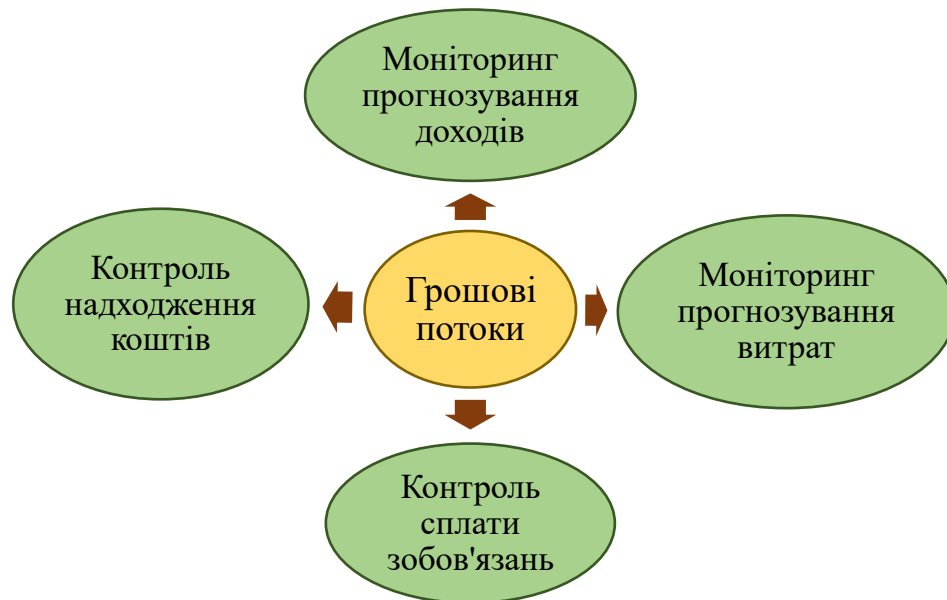 Моніторинг
прогнозування
доходів
Контроль
надходження
коштів
Грошові
потоки
Моніторинг
прогнозування
витрат
Контроль
сплати
зобов'язань